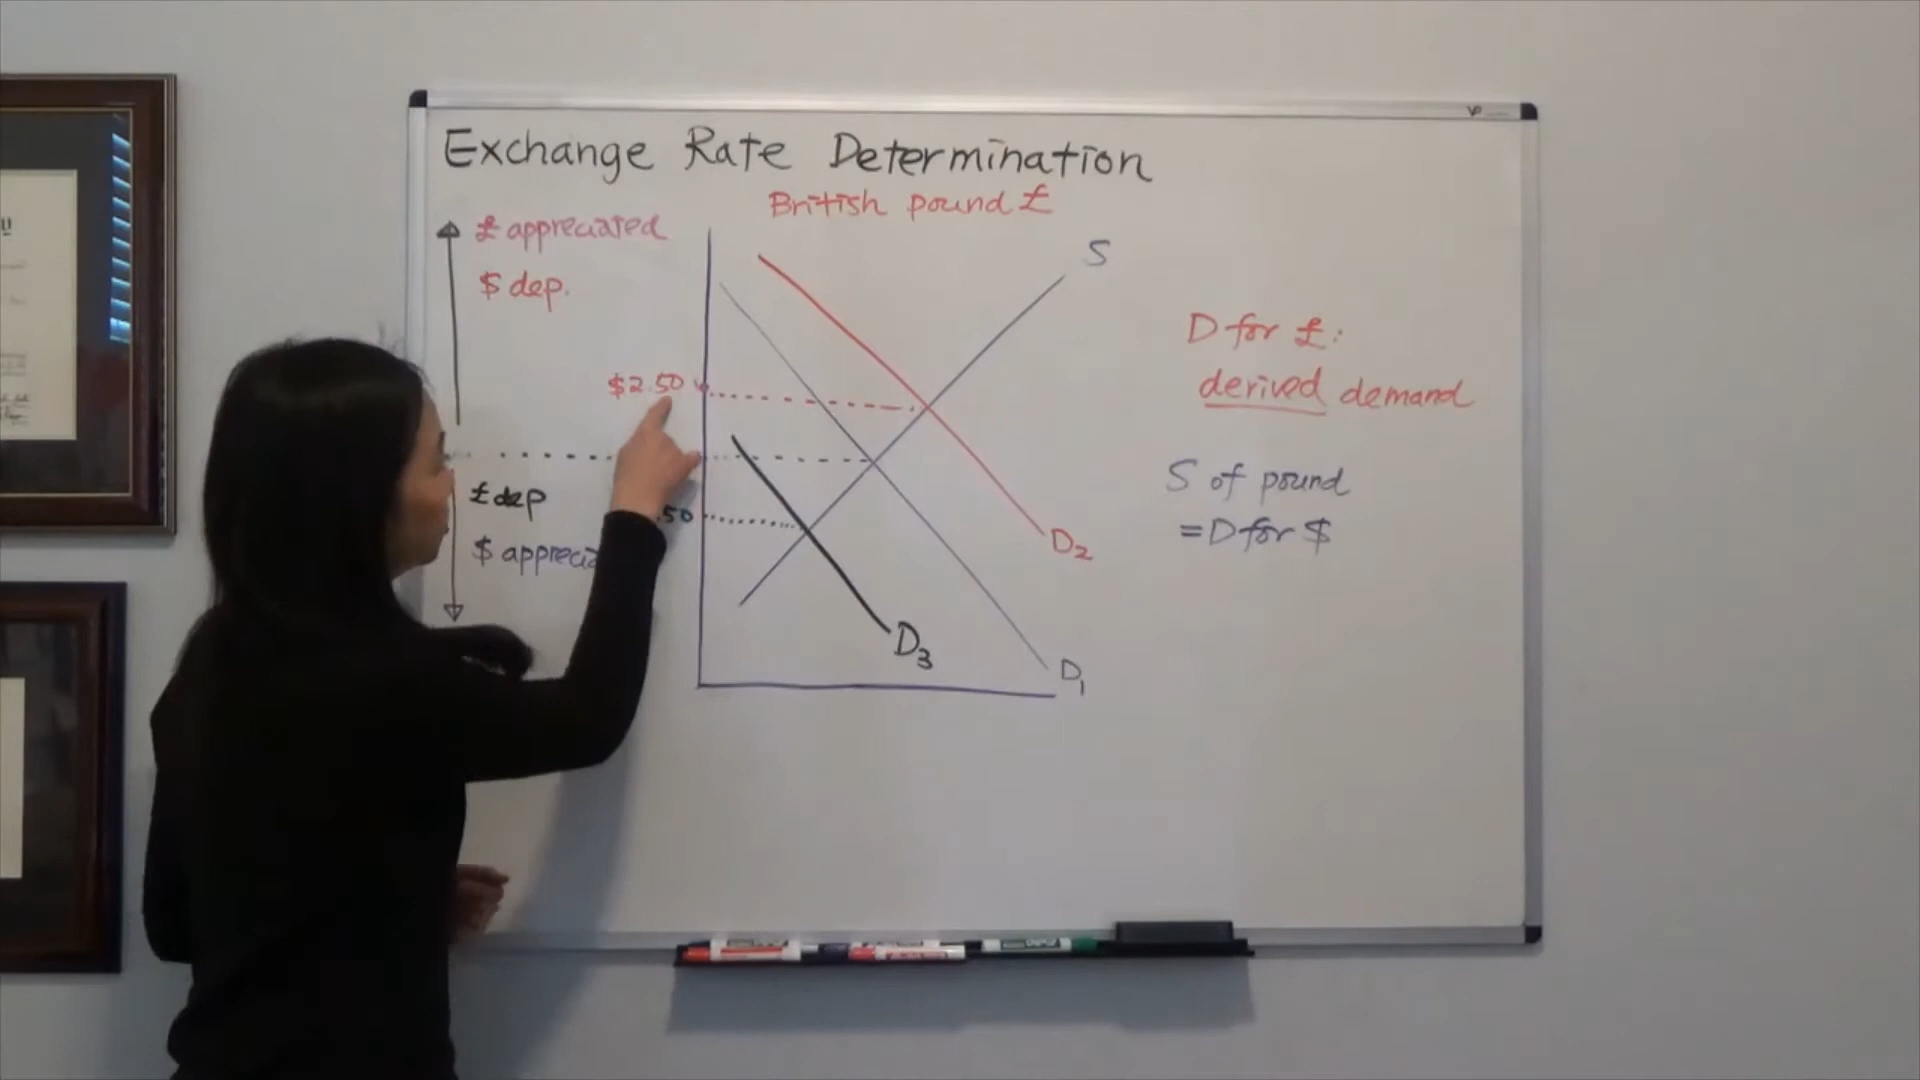 Exchange Rate Determination
British pound £
£ appreciated
$ dep.
$2.50
£ dep
.50
$ apprecia
S
D2
D3
D1
D for £:
derived demand
S of pound
= D for $